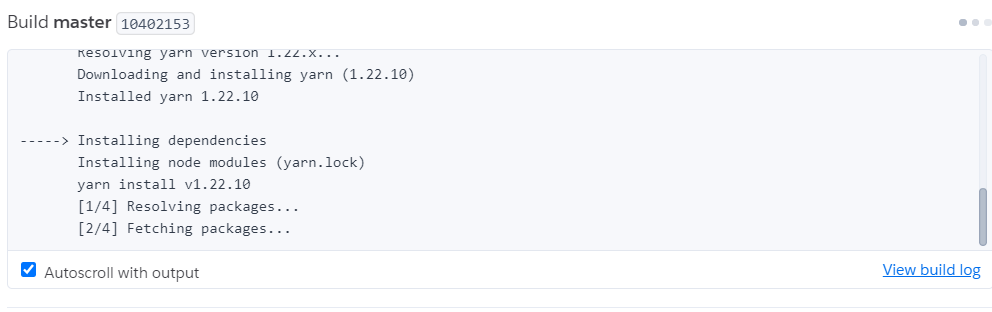 Build master 10402153
Resolving yarn version 1.22.x...
Downloading and installing yarn (1.22.10)
Installed yarn 1.22.10
-----> Installing dependencies
Installing node modules (yarn.lock)
yarn install v1.22.10
[1/4] Resolving packages...
[2/4] Fetching packages...
Autoscroll with output
View build log